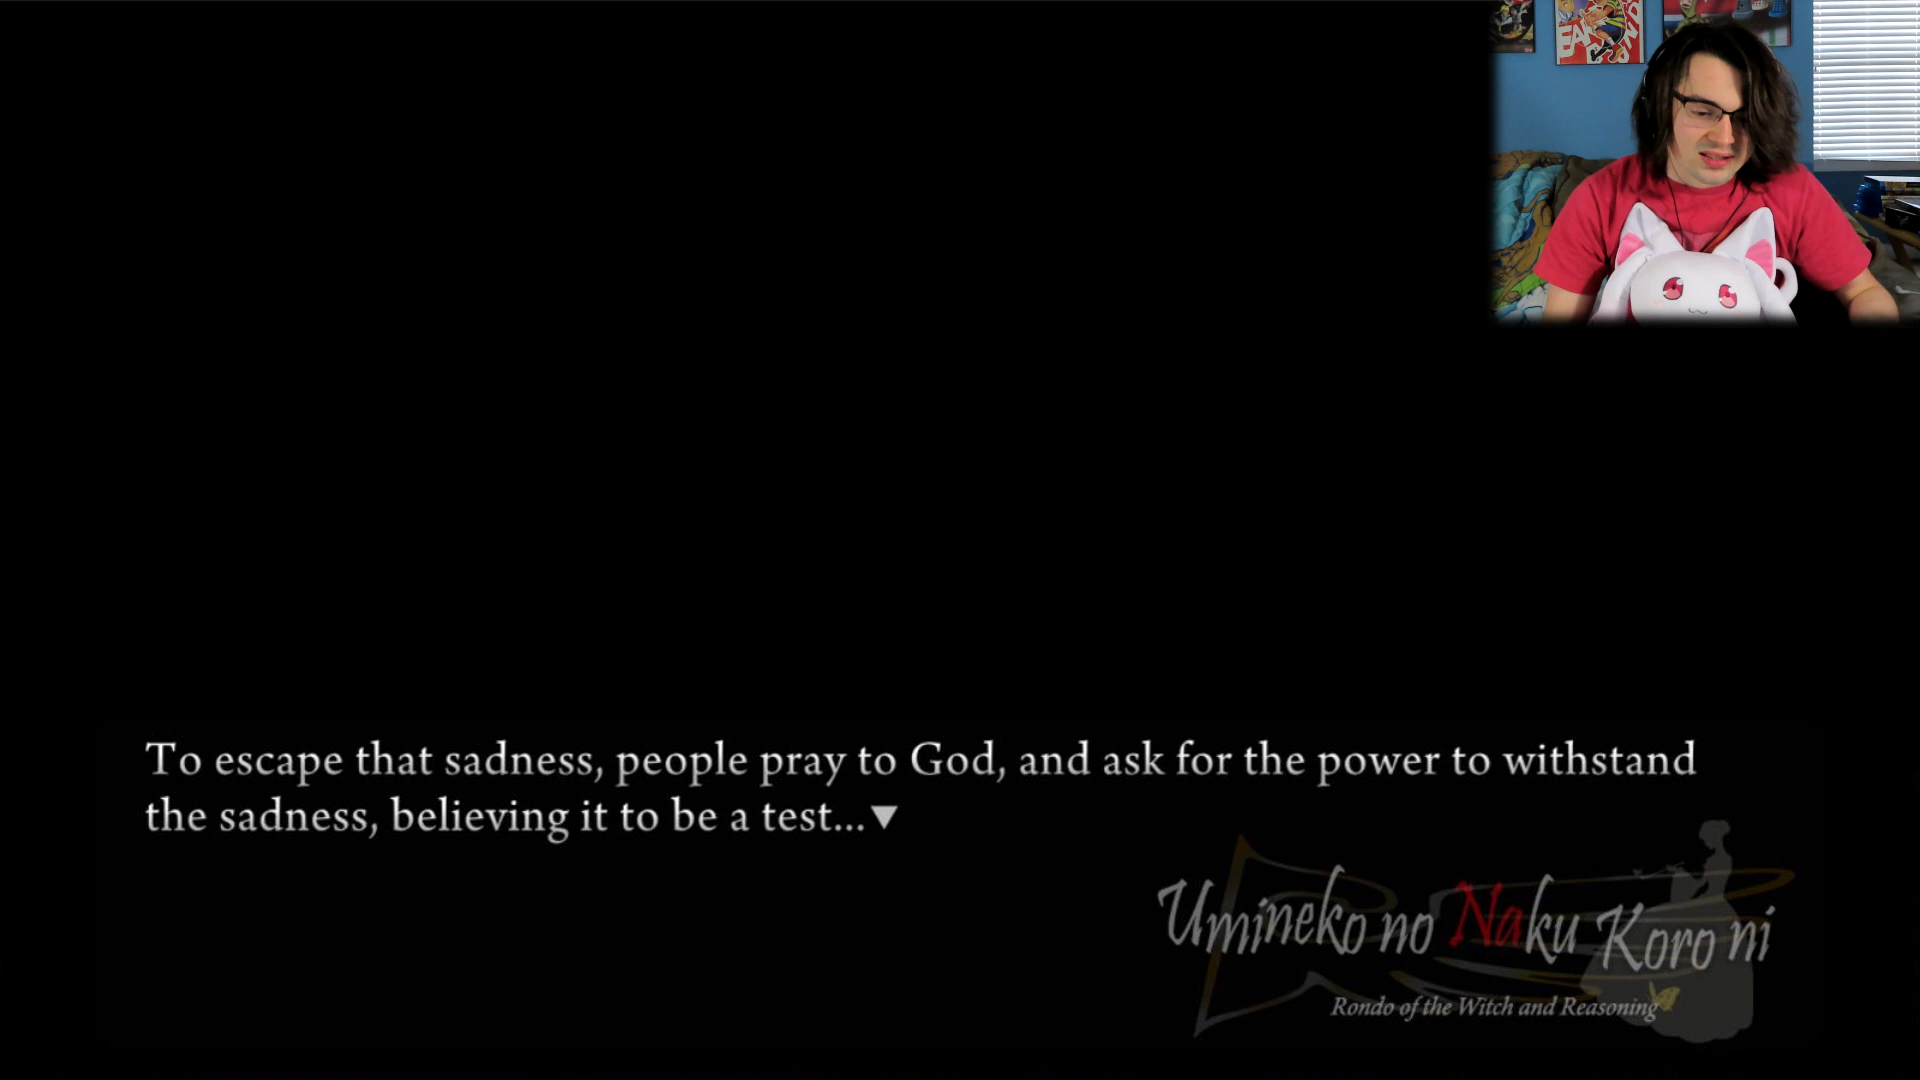 To escape that sadness, people pray to God, and ask for the power to withstand
the sadness, believing it to be a test...
Umineko no Naku Koro ni
Rondo of the Witch and Reasoning